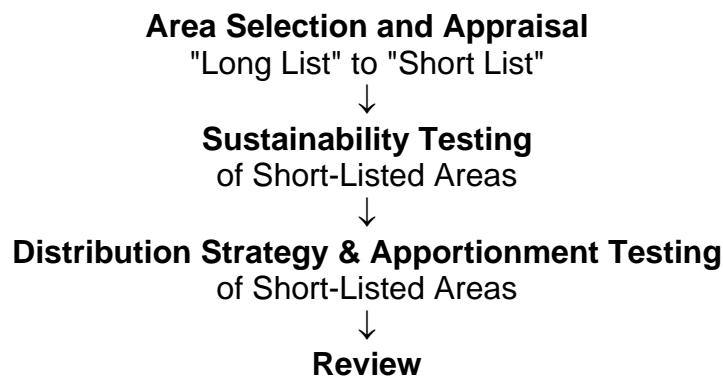 Area Selection and Appraisal
"Long List" to "Short List"
↓
Sustainability Testing
of Short-Listed Areas
↓
Distribution Strategy & Apportionment Testing
of Short-Listed Areas
↓
Review